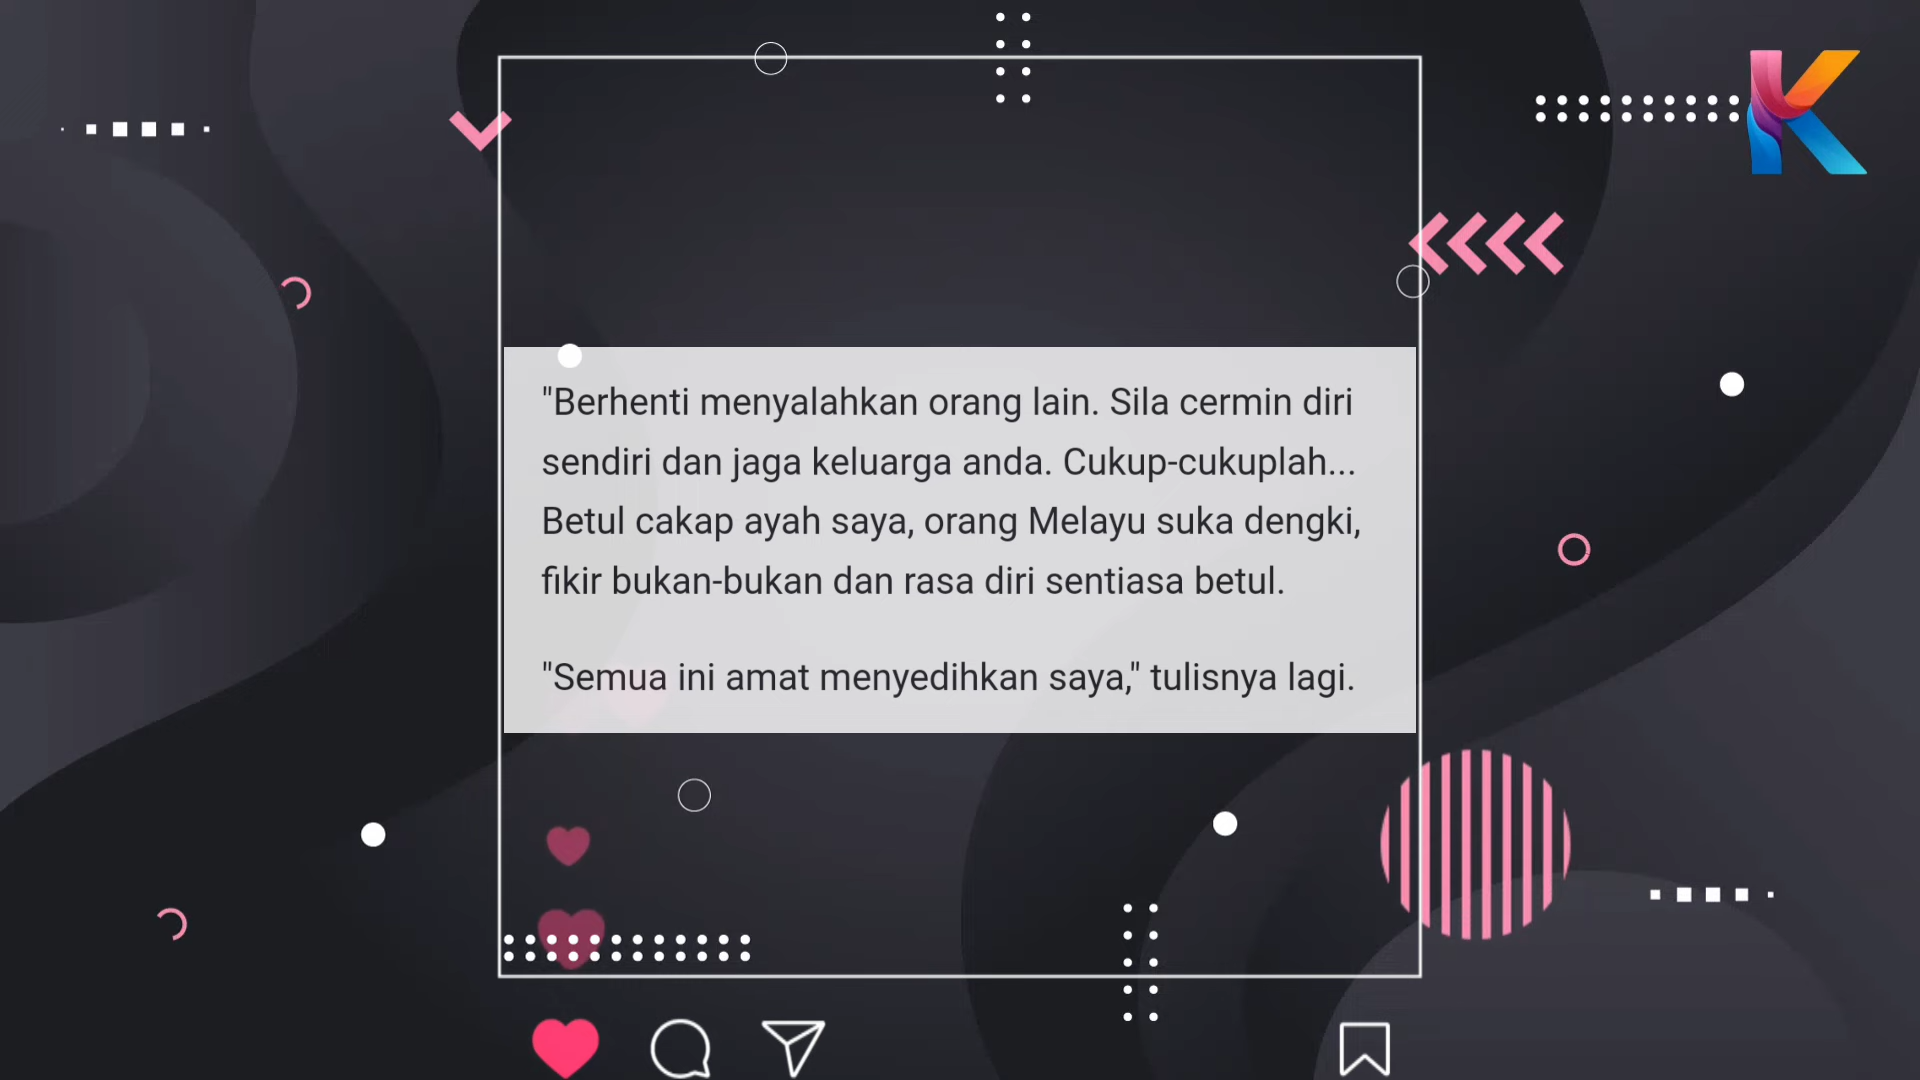 "Berhenti menyalahkan orang lain. Sila cermin diri
sendiri dan jaga keluarga anda. Cukup-cukuplah...
Betul cakap ayah saya, orang Melayu suka dengki,
fikir bukan-bukan dan rasa diri sentiasa betul.
"Semua ini amat menyedihkan saya," tulisnya lagi.
K